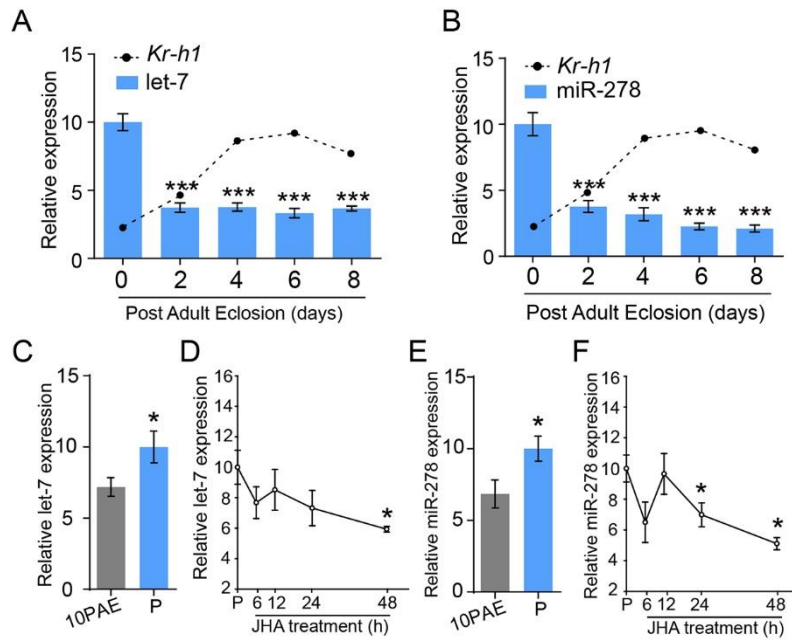 A
Kr-h1
let-7
Relative expression
15
10
5
0
***
***
***
***
0 2 4 6 8
Post Adult Eclosion (days)
B
Kr-h1
miR-278
Relative expression
15
10
5
0
***
***
***
***
0 2 4 6 8
Post Adult Eclosion (days)
C
Relative let-7 expression
15
10
5
0
*
10PAE P
D
Relative let-7 expression
16
14
12
10
8
6
4
2
*
P 6 12 24 48
JHA treatment (h)
E
Relative miR-278 expression
15
10
5
0
*
10PAE P
F
Relative miR-278 expression
16
14
12
10
8
6
4
2
*
*
P 6 12 24 48
JHA treatment (h)